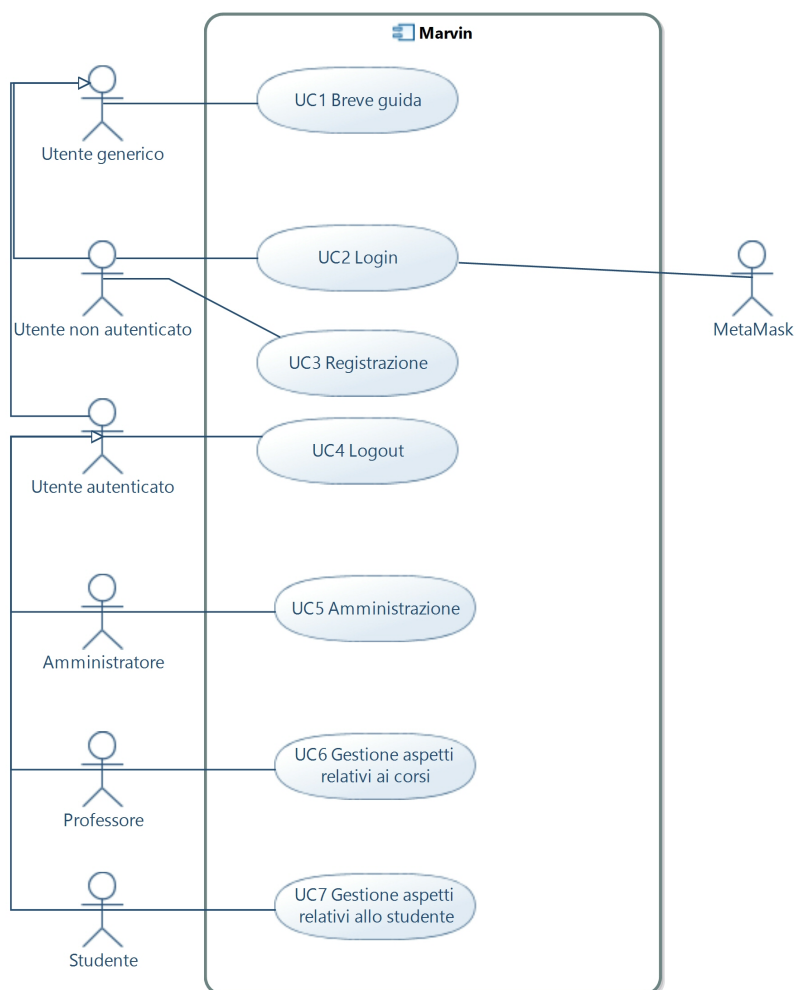 Marvin
UC1 Breve guida
Utente generico
UC2 Login
Utente non autenticato
MetaMask
UC3 Registrazione
UC4 Logout
Utente autenticato
UC5 Amministrazione
Amministratore
UC6 Gestione aspetti
relativi ai corsi
Professore
UC7 Gestione aspetti
relativi allo studente
Studente